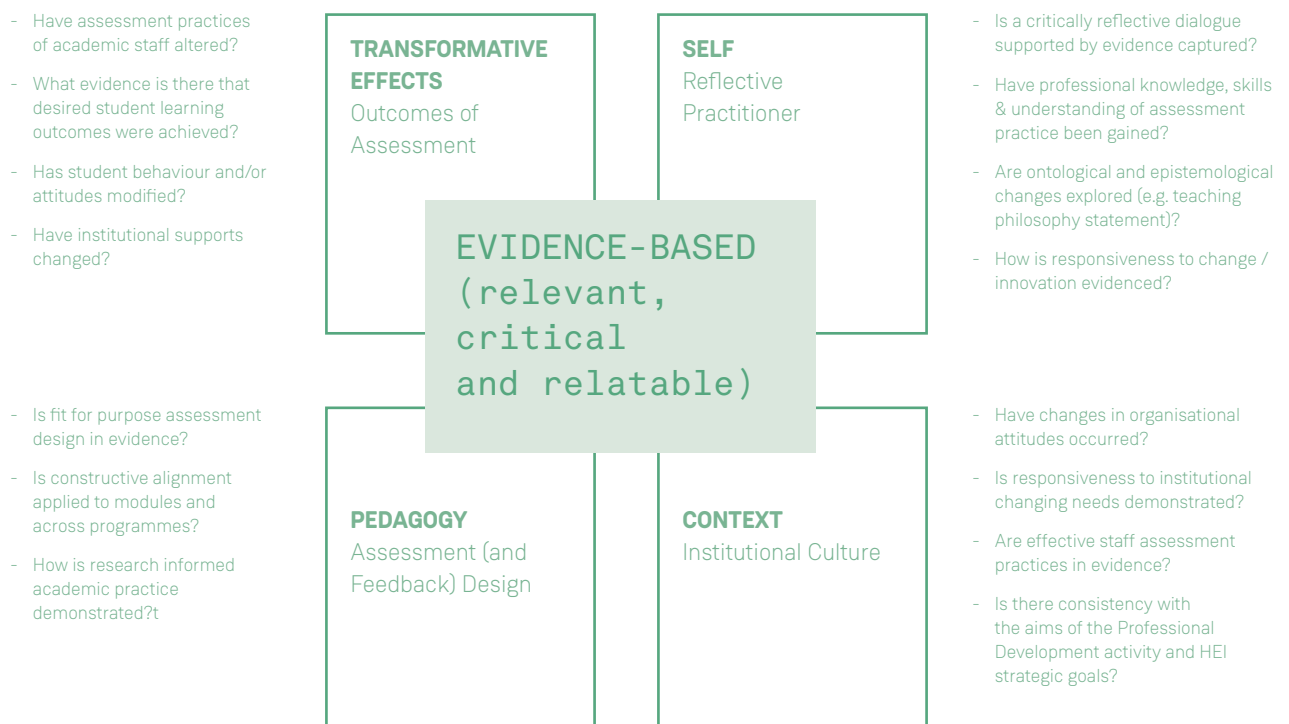 - Have assessment practices
of academic staff altered?
- What evidence is there that
desired student learning
outcomes were achieved?
- Has student behaviour and/or
attitudes modified?
- Have institutional supports
changed?
TRANSFORMATIVE
EFFECTS
Outcomes of
Assessment
SELF
Reflective
Practitioner
- Is a critically reflective dialogue
supported by evidence captured?
- Have professional knowledge, skills
& understanding of assessment
practice been gained?
- Are ontological and epistemological
changes explored (e.g. teaching
philosophy statement)?
- How is responsiveness to change /
innovation evidenced?
EVIDENCE-BASED
(relevant,
critical
and relatable)
- Is fit for purpose assessment
design in evidence?
- Is constructive alignment
applied to modules and
across programmes?
- How is research informed
academic practice
demonstrated?t
PEDAGOGY
Assessment (and
Feedback) Design
CONTEXT
Institutional Culture
- Have changes in organisational
attitudes occurred?
- Is responsiveness to institutional
changing needs demonstrated?
- Are effective staff assessment
practices in evidence?
- Is there consistency with
the aims of the Professional
Development activity and HEI
strategic goals?